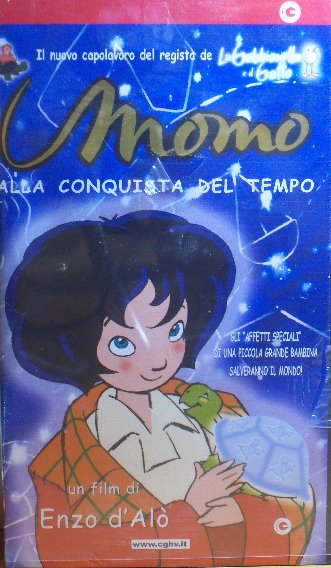 Il nuovo capolavoro del regista de La Gabbianella
e il Gatto
Momo
ALLA CONQUISTA DEL TEMPO
GLI "AFFETTI SPECIALI"
DI UNA PICCOLA GRANDE BAMBINA
SALVERANNO IL MONDO!
un film di
Enzo d'Alò
www.cghv.it